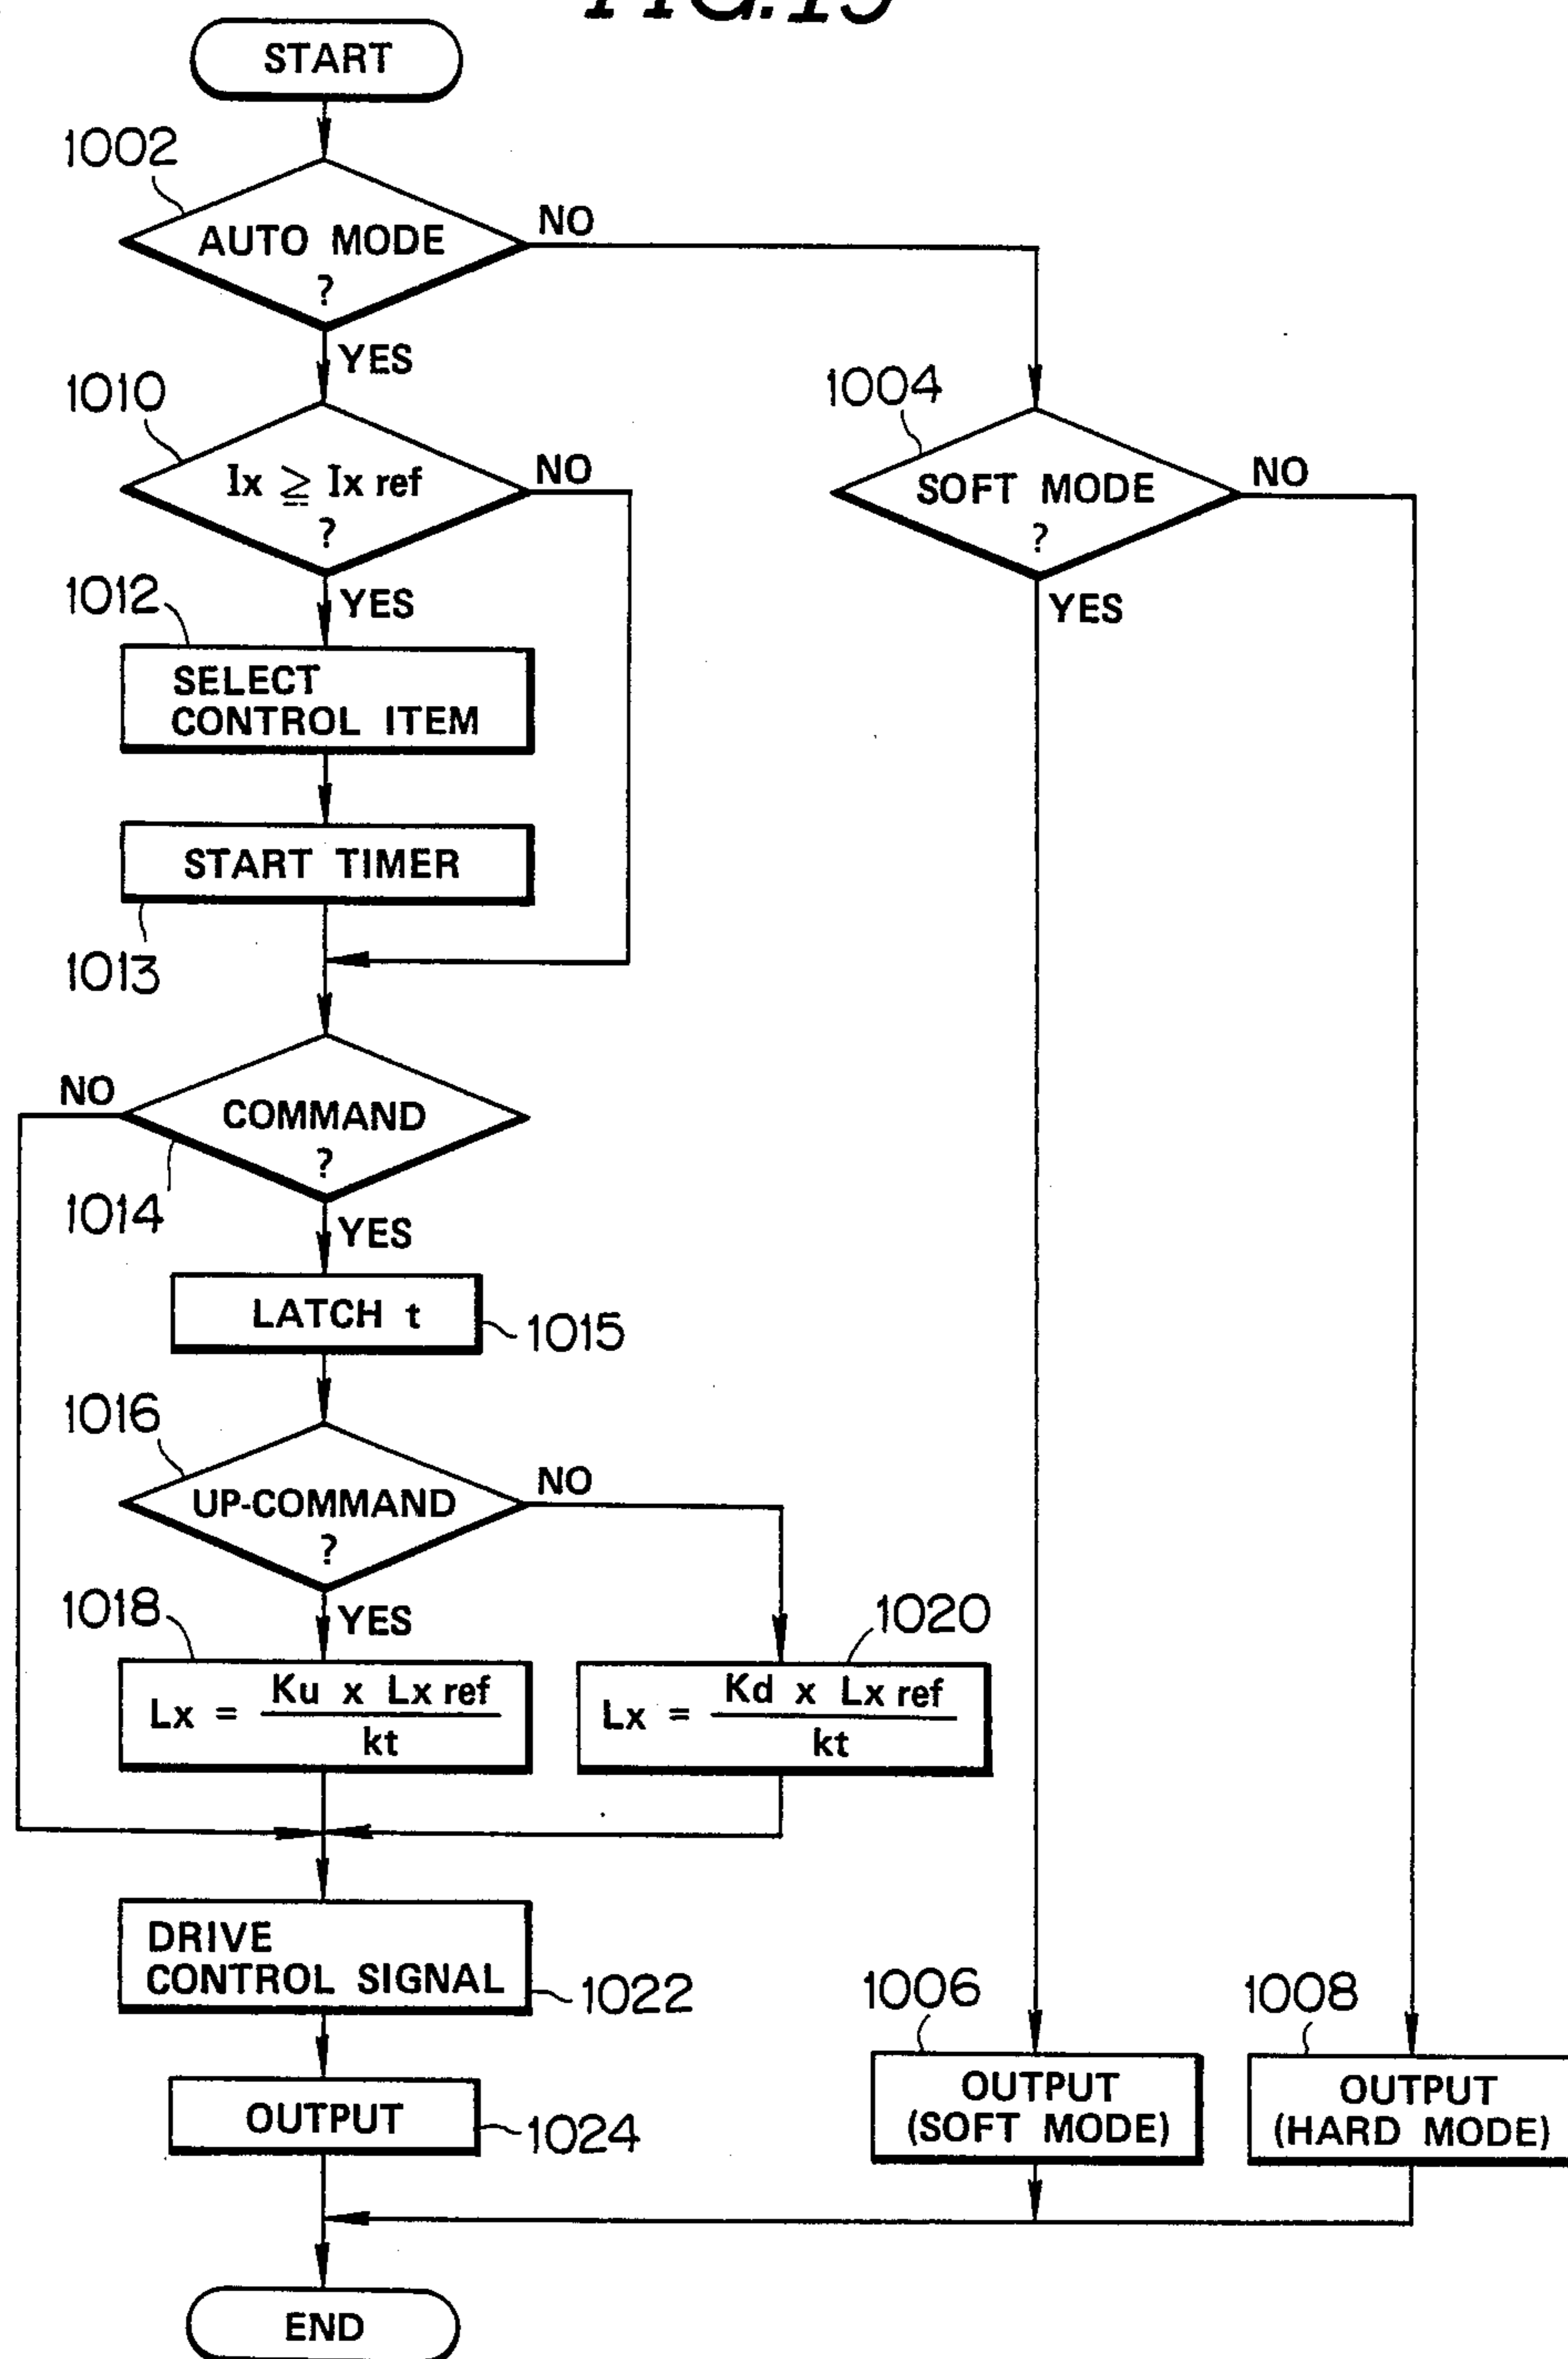 START
1002
AUTO MODE
?
NO
YES
1010
Ix ≧ Ix ref
?
NO
YES
1004
SOFT MODE
?
NO
YES
1012
SELECT
CONTROL ITEM
START TIMER
1013
COMMAND
?
NO
1014
YES
LATCH t
1015
1016
UP-COMMAND
?
NO
YES
1018
Lx = Ku x Lx ref
kt
1020
Lx = Kd x Lx ref
kt
DRIVE
CONTROL SIGNAL
1022
OUTPUT
1024
1006
OUTPUT
(SOFT MODE)
1008
OUTPUT
(HARD MODE)
END